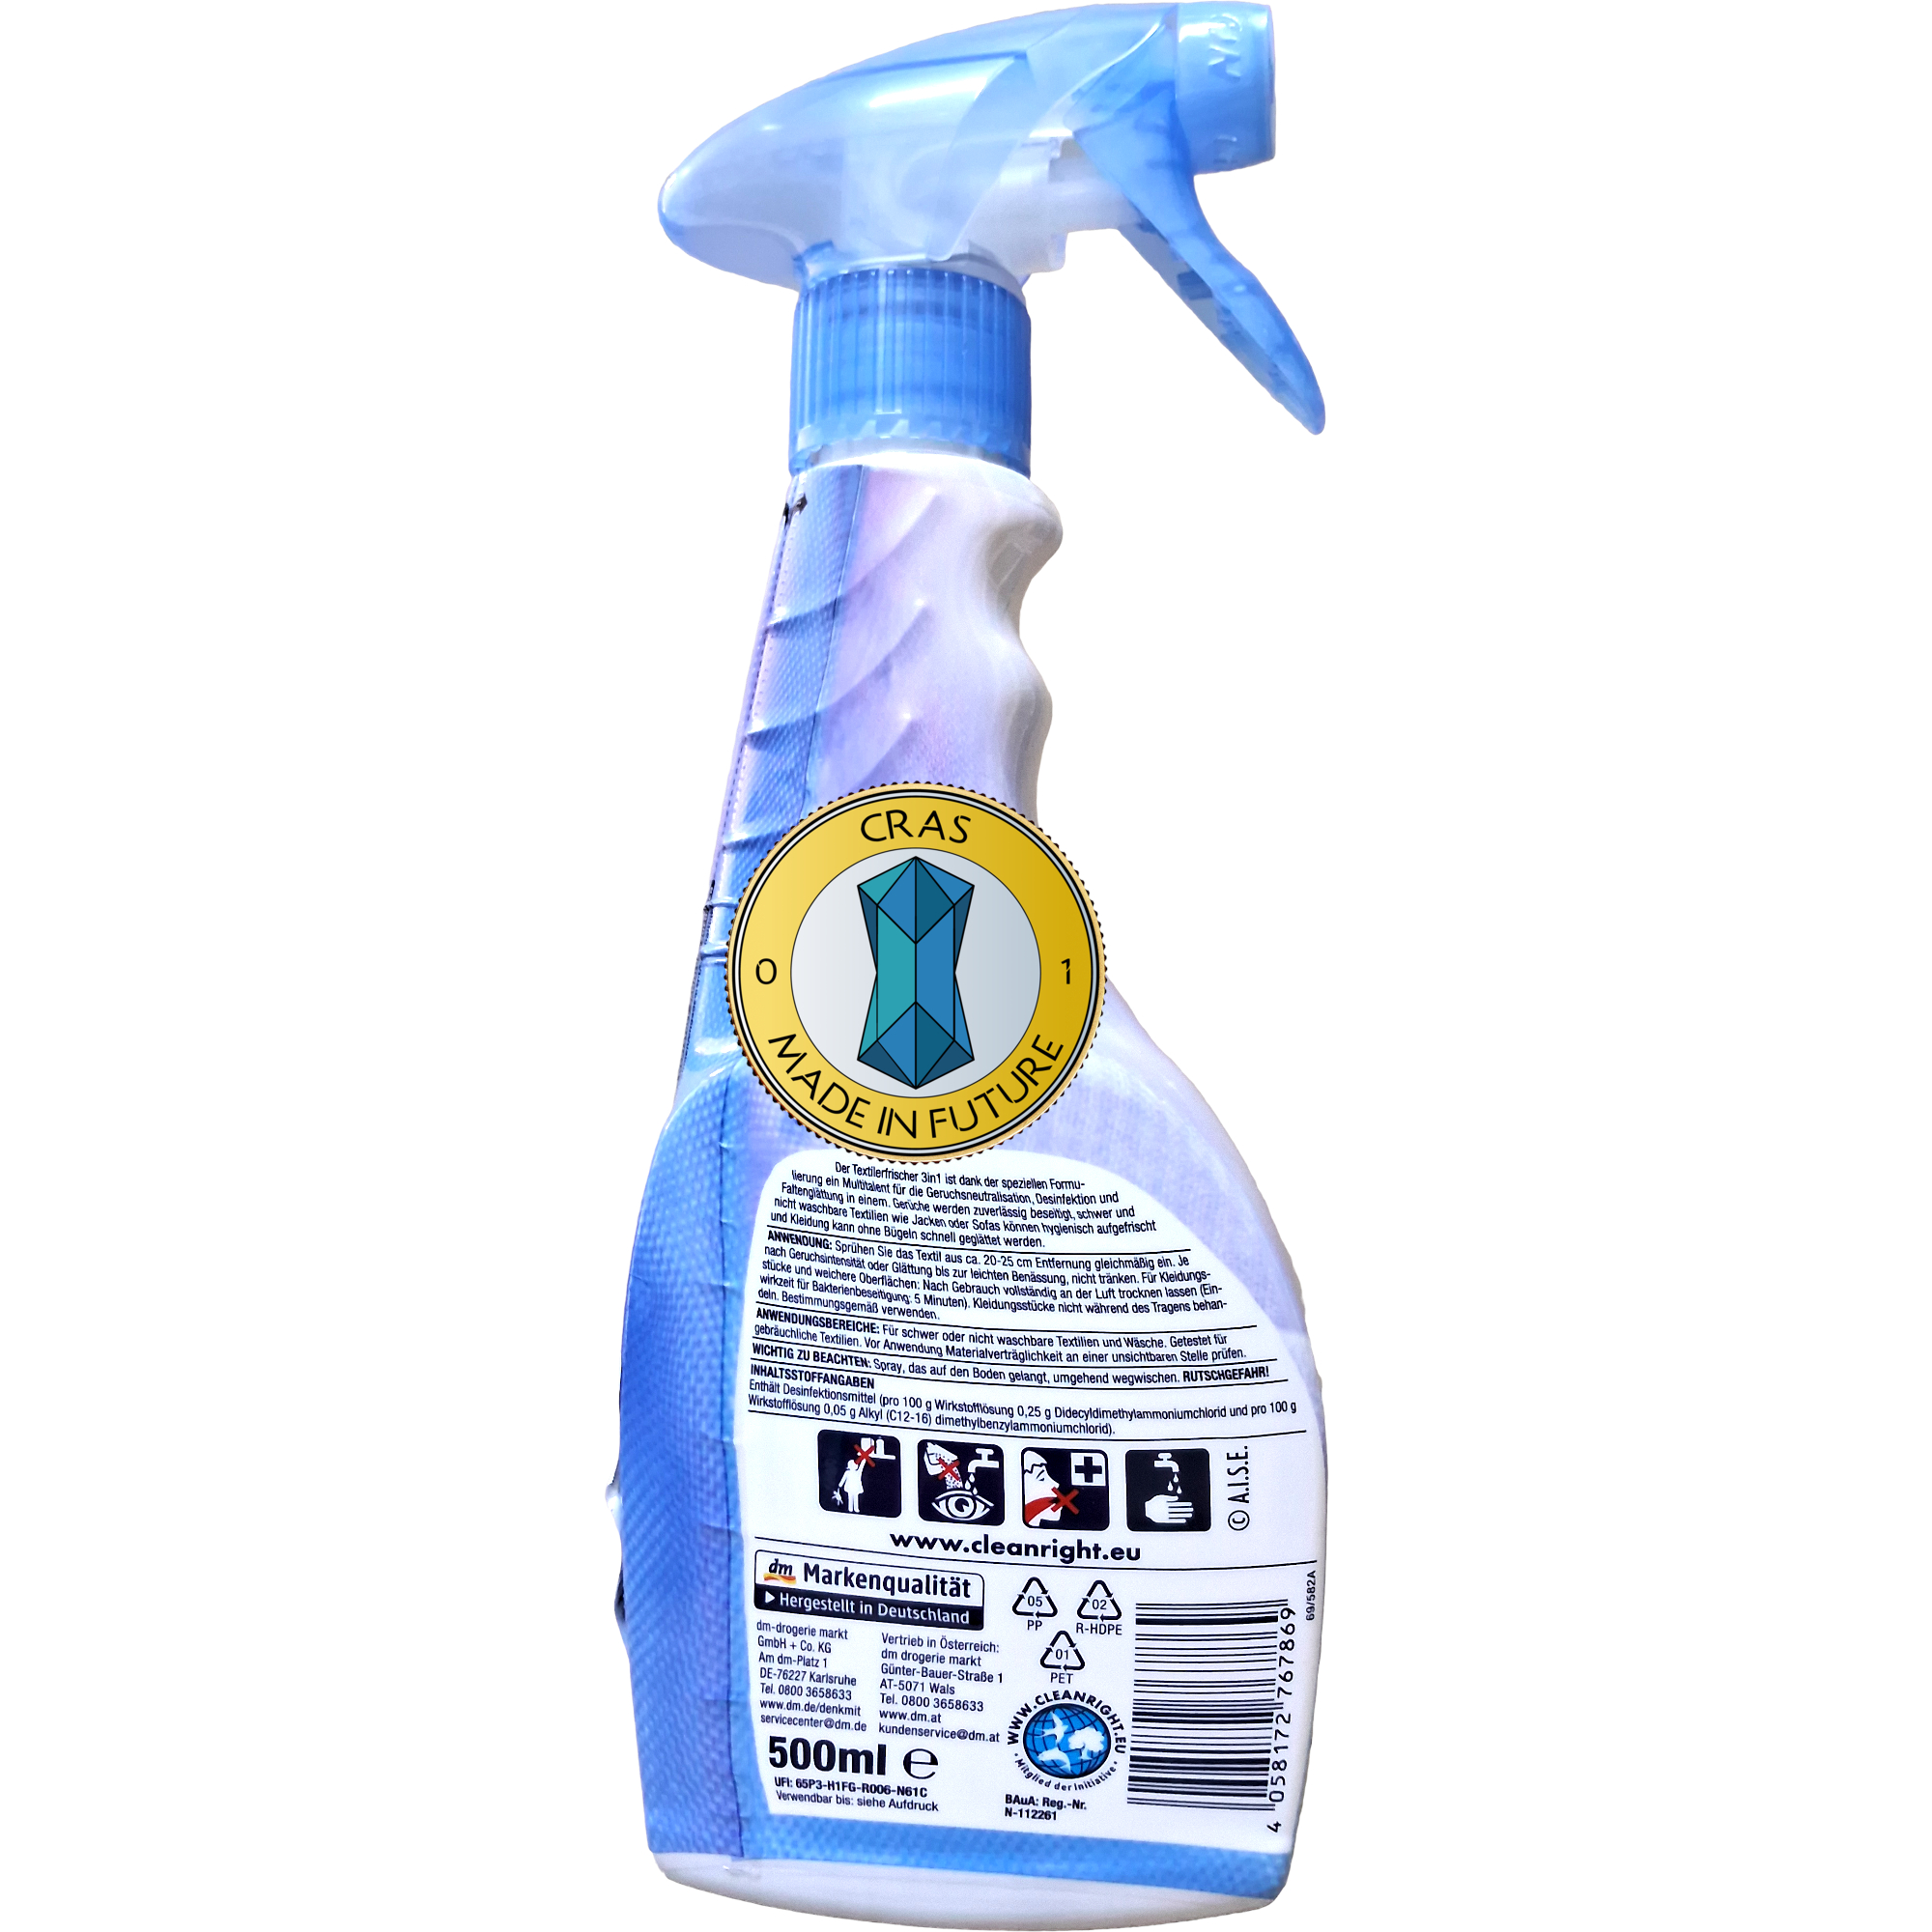 CRAS
0 1
MADE IN FUTURE
Der Textilerfrischer 3in1 ist dank der speziellen Formu-
lierung ein Multitalent für die Geruchsneutralisation, Desinfektion und
Faltenglättung in einem. Gerüche werden zuverlässig beseitigt, schwer und
nicht waschbare Textilien wie Jacken oder Sofas können hygienisch aufgefrischt
und Kleidung kann ohne Bügeln schnell geglättet werden.
ANWENDUNG: Sprühen Sie das Textil aus ca. 20-25 cm Entfernung gleichmäßig ein. Je
nach Geruchsintensität oder Glättung bis zur leichten Benässung, nicht tränken. Für Kleidungs-
stücke und weichere Oberflächen: Nach Gebrauch vollständig an der Luft trocknen lassen (Ein-
wirkzeit für Bakterienbeseitigung: 5 Minuten). Kleidungsstücke nicht während des Tragens behan-
deln. Bestimmungsgemäß verwenden.
ANWENDUNGSBEREICHE: Für schwer oder nicht waschbare Textilien und Wäsche. Getestet für
gebräuchliche Textilien. Vor Anwendung Materialverträglichkeit an einer unsichtbaren Stelle prüfen.
WICHTIG ZU BEACHTEN: Spray, das auf den Boden gelangt, umgehend wegwischen. RUTSCHGEFAHR!
INHALTSSTOFFANGABEN
Enthält Desinfektionsmittel (pro 100 g Wirkstofflösung 0,25 g Didecyldimethylammoniumchlorid und pro 100 g
Wirkstofflösung 0,05 g Alkyl (C12-16) dimethylbenzylammoniumchlorid).
© A.I.S.E.
www.cleanright.eu
dm Markenqualität
Hergestellt in Deutschland
dm-drogerie markt
GmbH + Co. KG
Am dm-Platz 1
DE-76227 Karlsruhe
Tel. 0800 3658633
www.dm.de/denkmit
servicecenter@dm.de
Vertrieb in Österreich:
dm drogerie markt
Günter-Bauer-Straße 1
AT-5071 Wals
Tel. 0800 3658633
www.dm.at
kundenservice@dm.at
05
PP
02
R-HDPE
01
PET
WWW.CLEANRIGHT.EU
Mitglied der Initiative
69/582A
4 058172 767869
500ml e
UFI: 65P3-H1FG-R006-N61C
Verwendbar bis: siehe Aufdruck
BAuA: Reg.-Nr.
N-112261